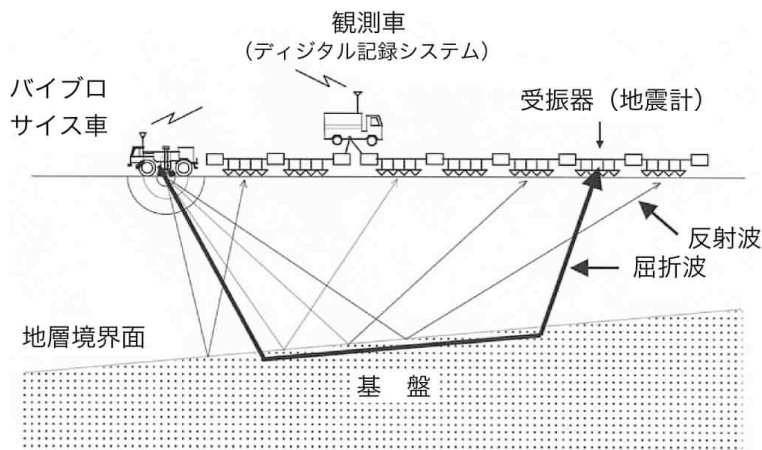 観測車
（ディジタル記録システム）
バイブロ
サイス車
受振器（地震計）
反射波
屈折波
地層境界面
基 盤